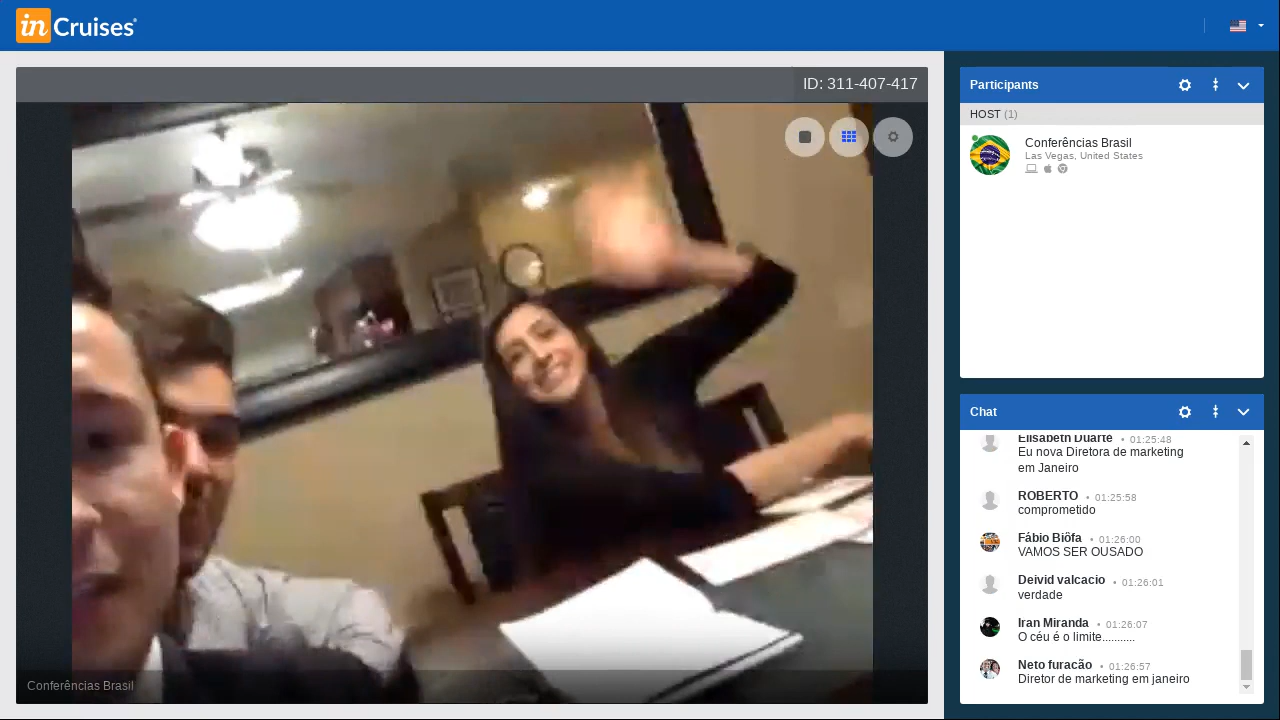 in Cruises
ID: 311-407-417
Conferências Brasil
Participants
HOST (1)
Conferências Brasil
Las Vegas, United States
Chat
Elisabeth Duarte • 01:25:48
Eu nova Diretora de marketing
em Janeiro
ROBERTO • 01:25:58
comprometido
Fábio Biôfa • 01:26:00
VAMOS SER OUSADO
Deivid valcacio • 01:26:01
verdade
Iran Miranda • 01:26:07
O céu é o limite...........
Neto furacão • 01:26:57
Diretor de marketing em janeiro